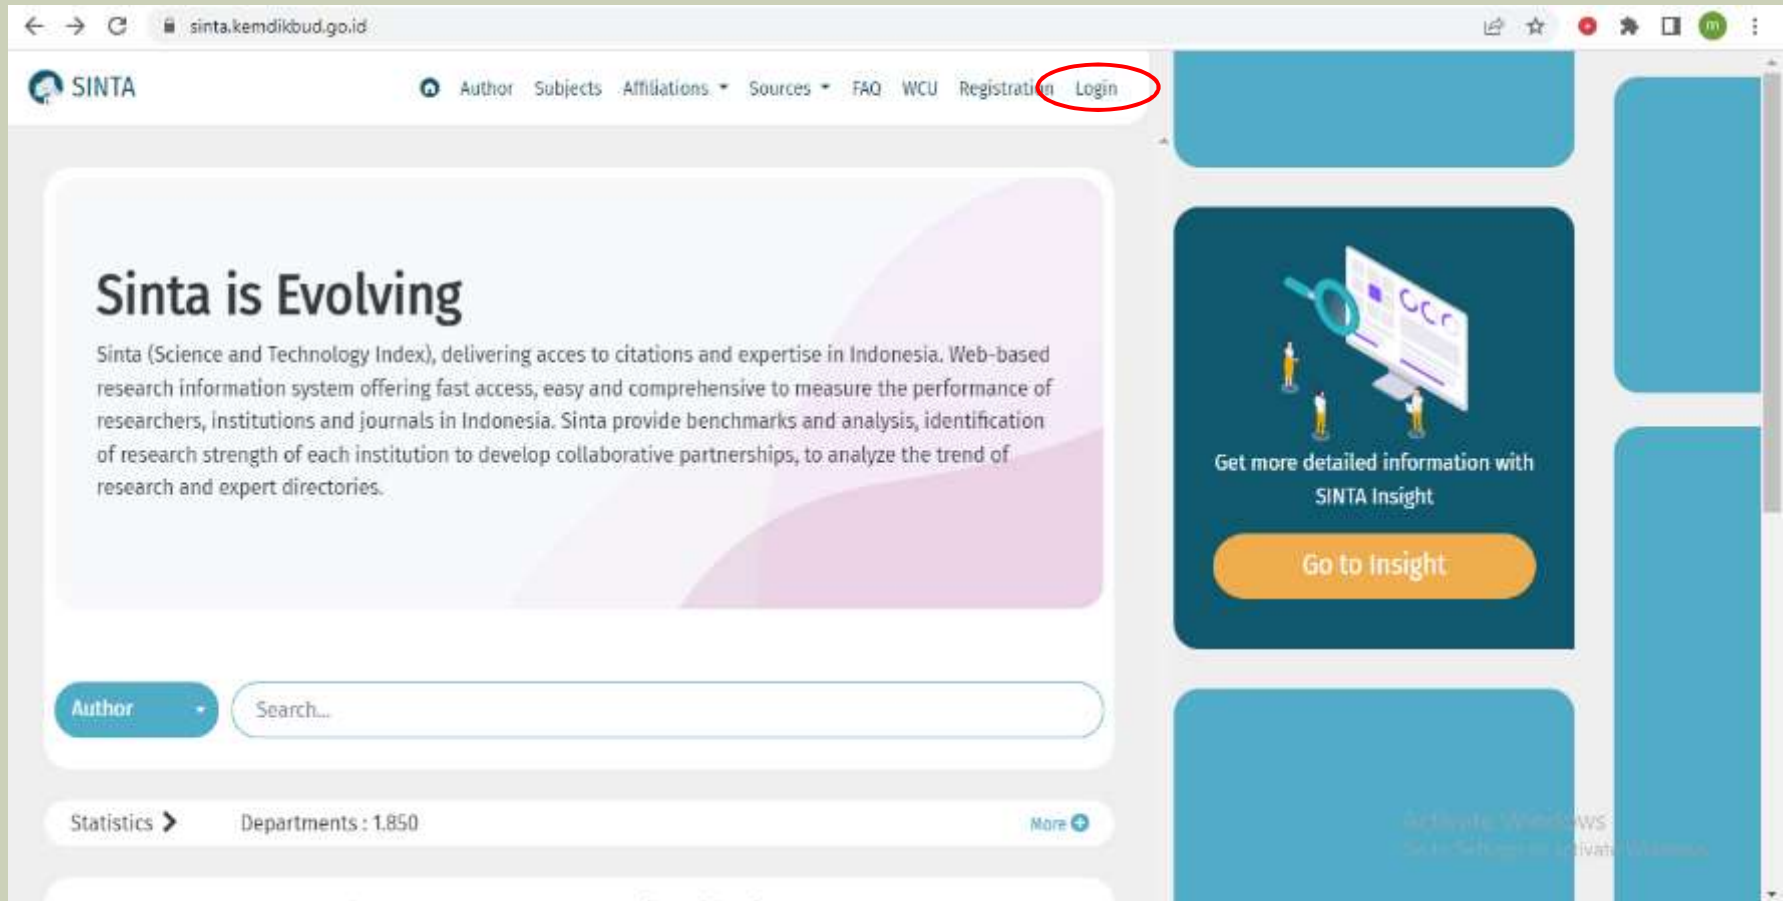 sinta.kemdikbud.go.id
m
SINTA
Author Subjects Affiliations Sources FAQ WCU Registration Login
Sinta is Evolving
Sinta (Science and Technology Index), delivering acces to citations and expertise in Indonesia. Web-based
research information system offering fast access, easy and comprehensive to measure the performance of
researchers, institutions and journals in Indonesia. Sinta provide benchmarks and analysis, identification
of research strength of each institution to develop collaborative partnerships, to analyze the trend of
research and expert directories.
Get more detailed information with
SINTA Insight
Go to Insight
Author
Search...
Statistics
Departments : 1.850
More
Activate Windows